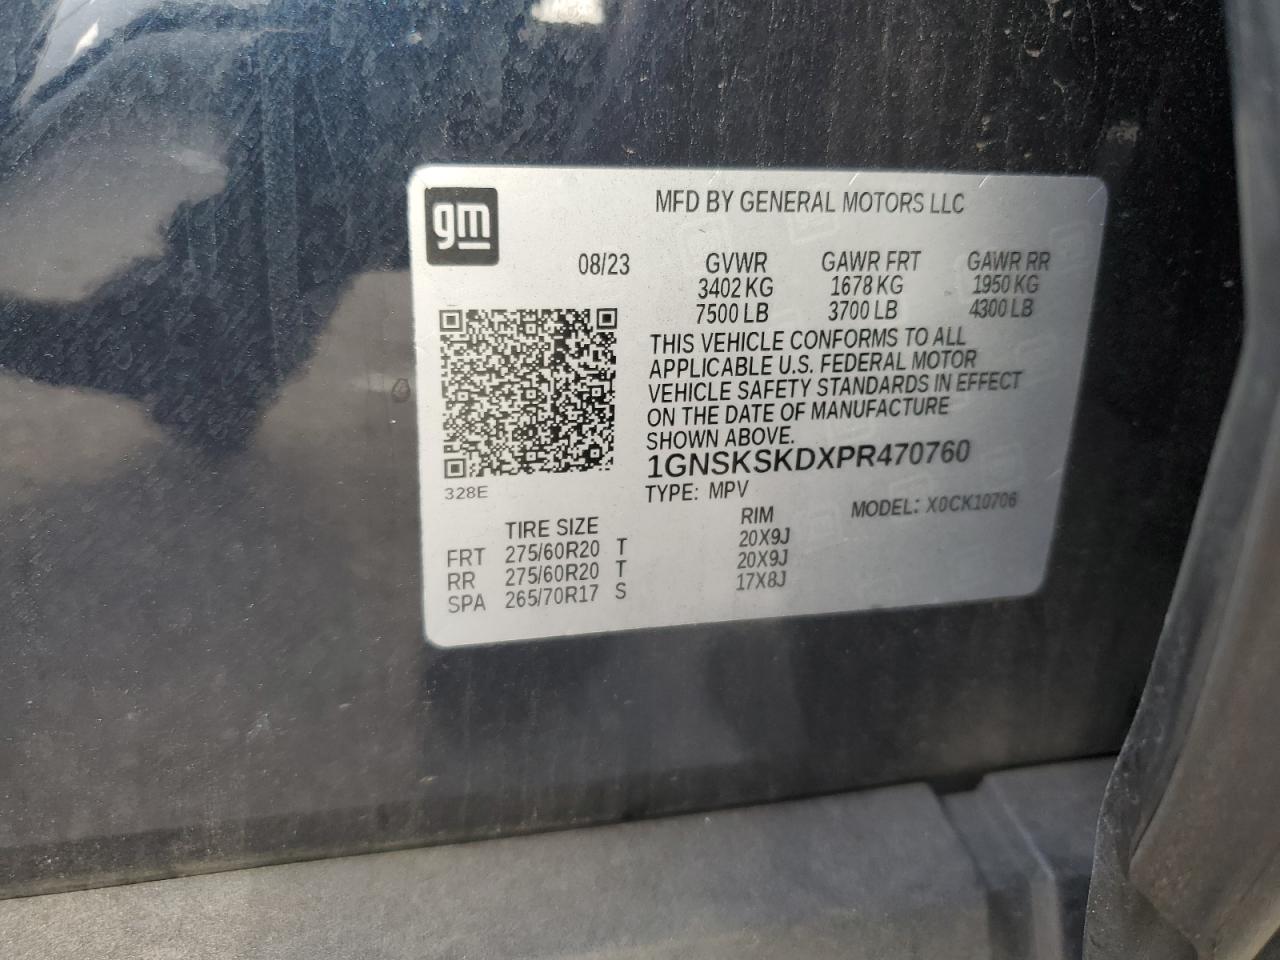 gm
MFD BY GENERAL MOTORS LLC
08/23 GVWR GAWR FRT GAWR RR
3402 KG 1678 KG 1950 KG
7500 LB 3700 LB 4300 LB
THIS VEHICLE CONFORMS TO ALL
APPLICABLE U.S. FEDERAL MOTOR
VEHICLE SAFETY STANDARDS IN EFFECT
ON THE DATE OF MANUFACTURE
SHOWN ABOVE.
1GNSKSKDXPR470760
328E
TYPE: MPV MODEL: X0CK10706
TIRE SIZE RIM
FRT 275/60R20 T 20X9J
RR 275/60R20 T 20X9J
SPA 265/70R17 S 17X8J